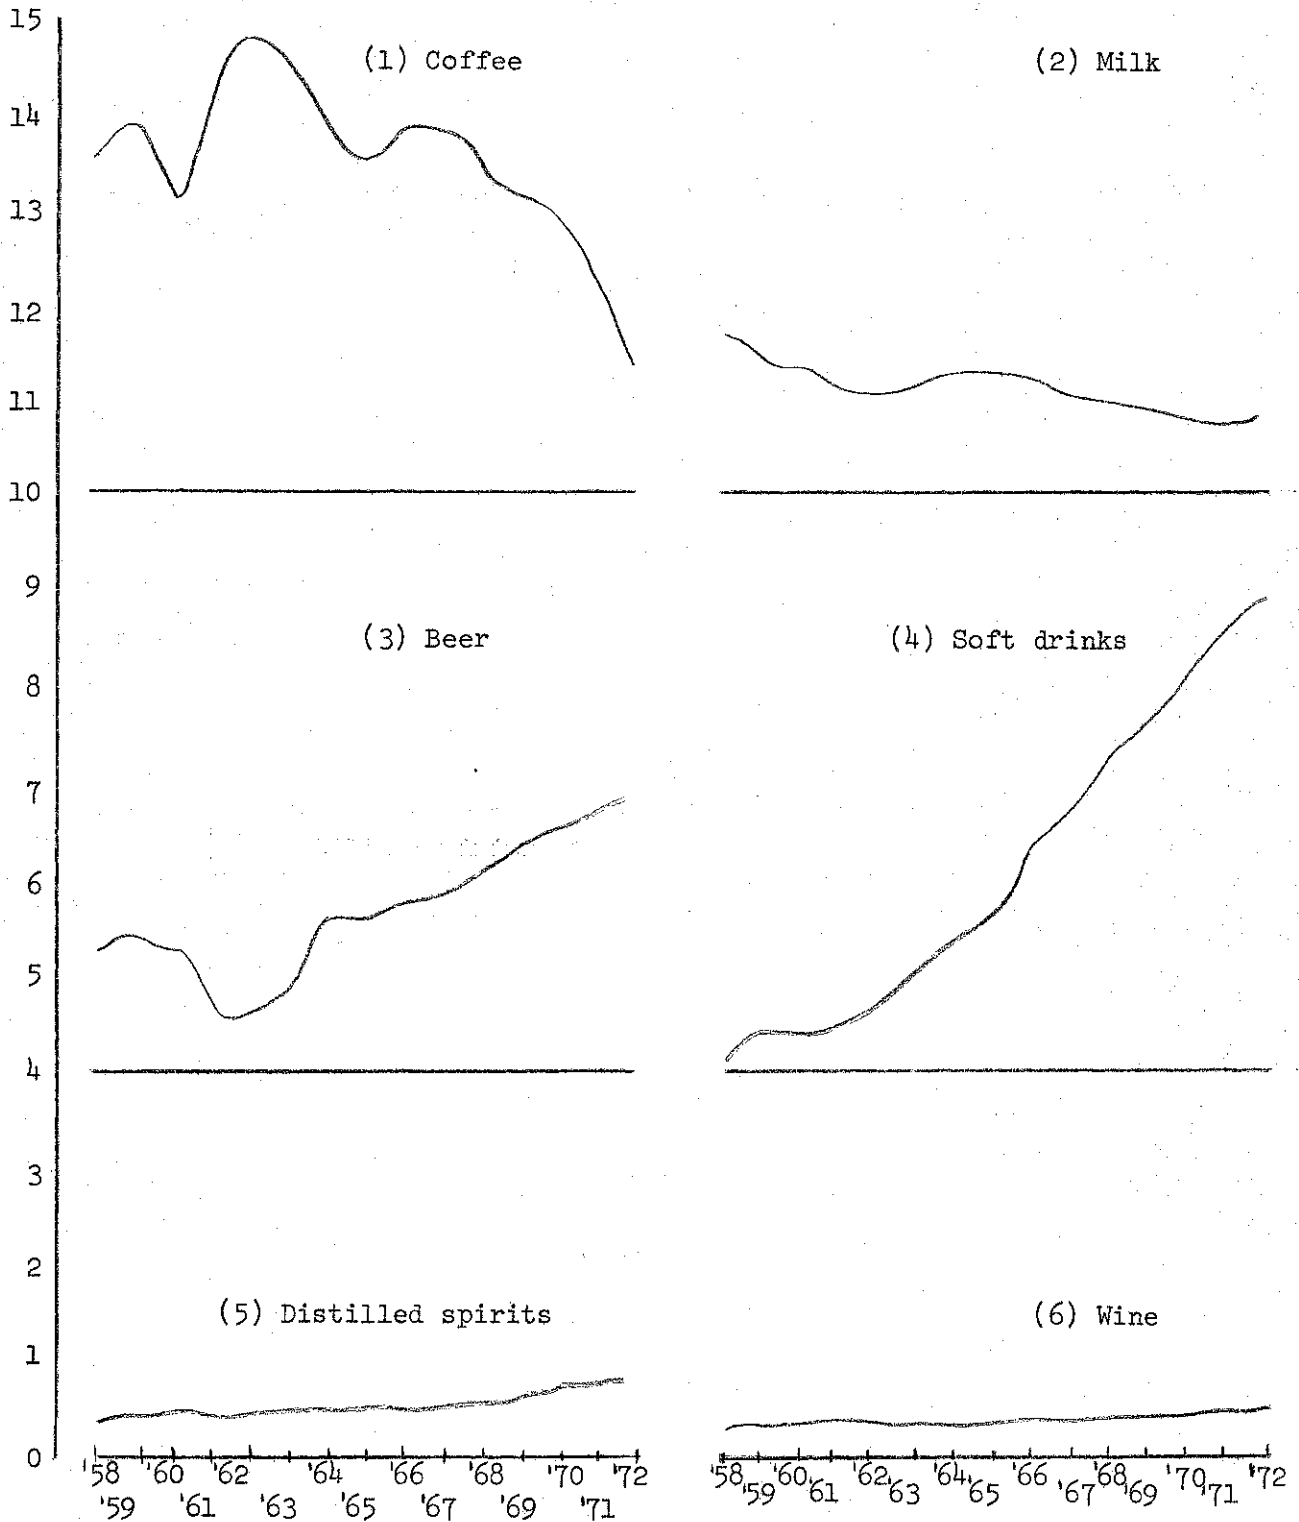 15
(1) Coffee
(2) Milk
14
13
12
11
10
9
(3) Beer
(4) Soft drinks
8
7
6
5
4
3
2
(5) Distilled spirits
(6) Wine
1
0
'58 '60 '62 '64 '66 '68 '70 '72
'59 '61 '63 '65 '67 '69 '71
'58 '60 '62 '64 '66 '68 '70 '72
'59 '61 '63 '65 '67 '69 '71